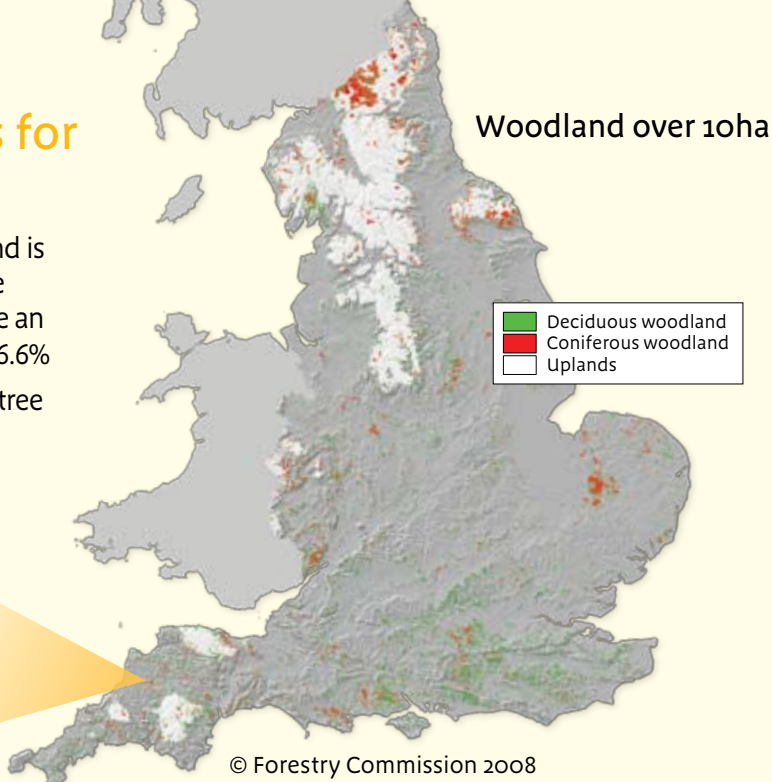 s for
Woodland over 10ha
nd is
e
e an
6.6%
tree
Deciduous woodland
Coniferous woodland
Uplands
© Forestry Commission 2008